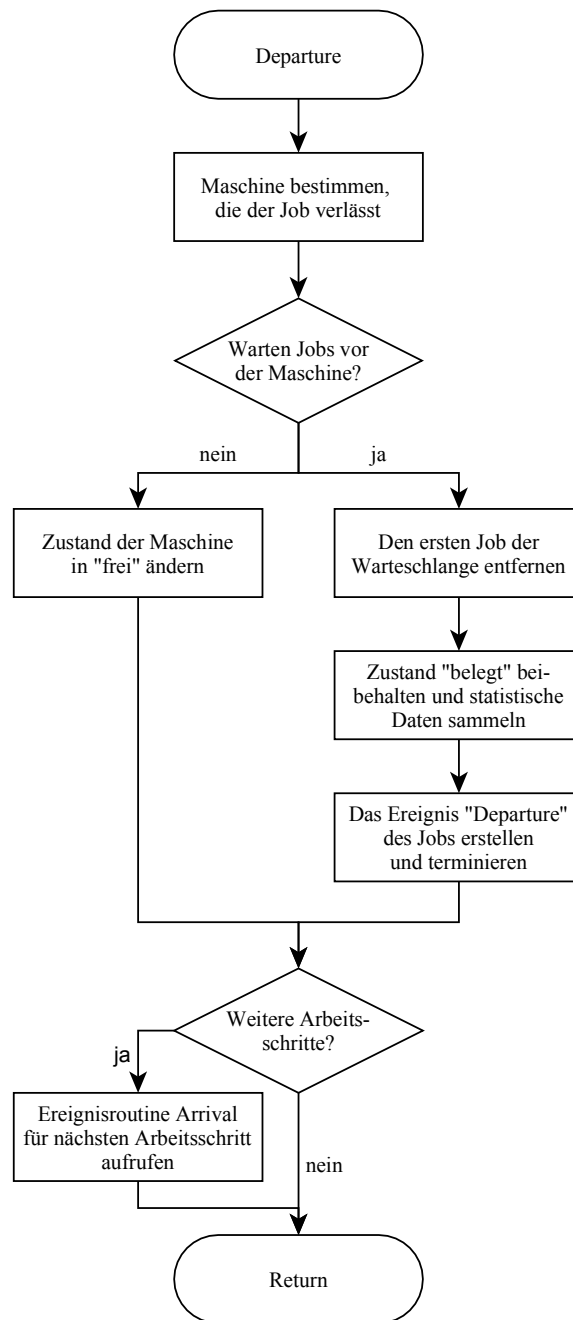 Departure
Maschine bestimmen,
die der Job verlässt
Warten Jobs vor
der Maschine?
nein
ja
Zustand der Maschine
in "frei" ändern
Den ersten Job der
Warteschlange entfernen
Zustand "belegt" bei-
behalten und statistische
Daten sammeln
Das Ereignis "Departure"
des Jobs erstellen
und terminieren
Weitere Arbeits-
schritte?
ja
Ereignisroutine Arrival
für nächsten Arbeitsschritt
aufrufen
nein
Return